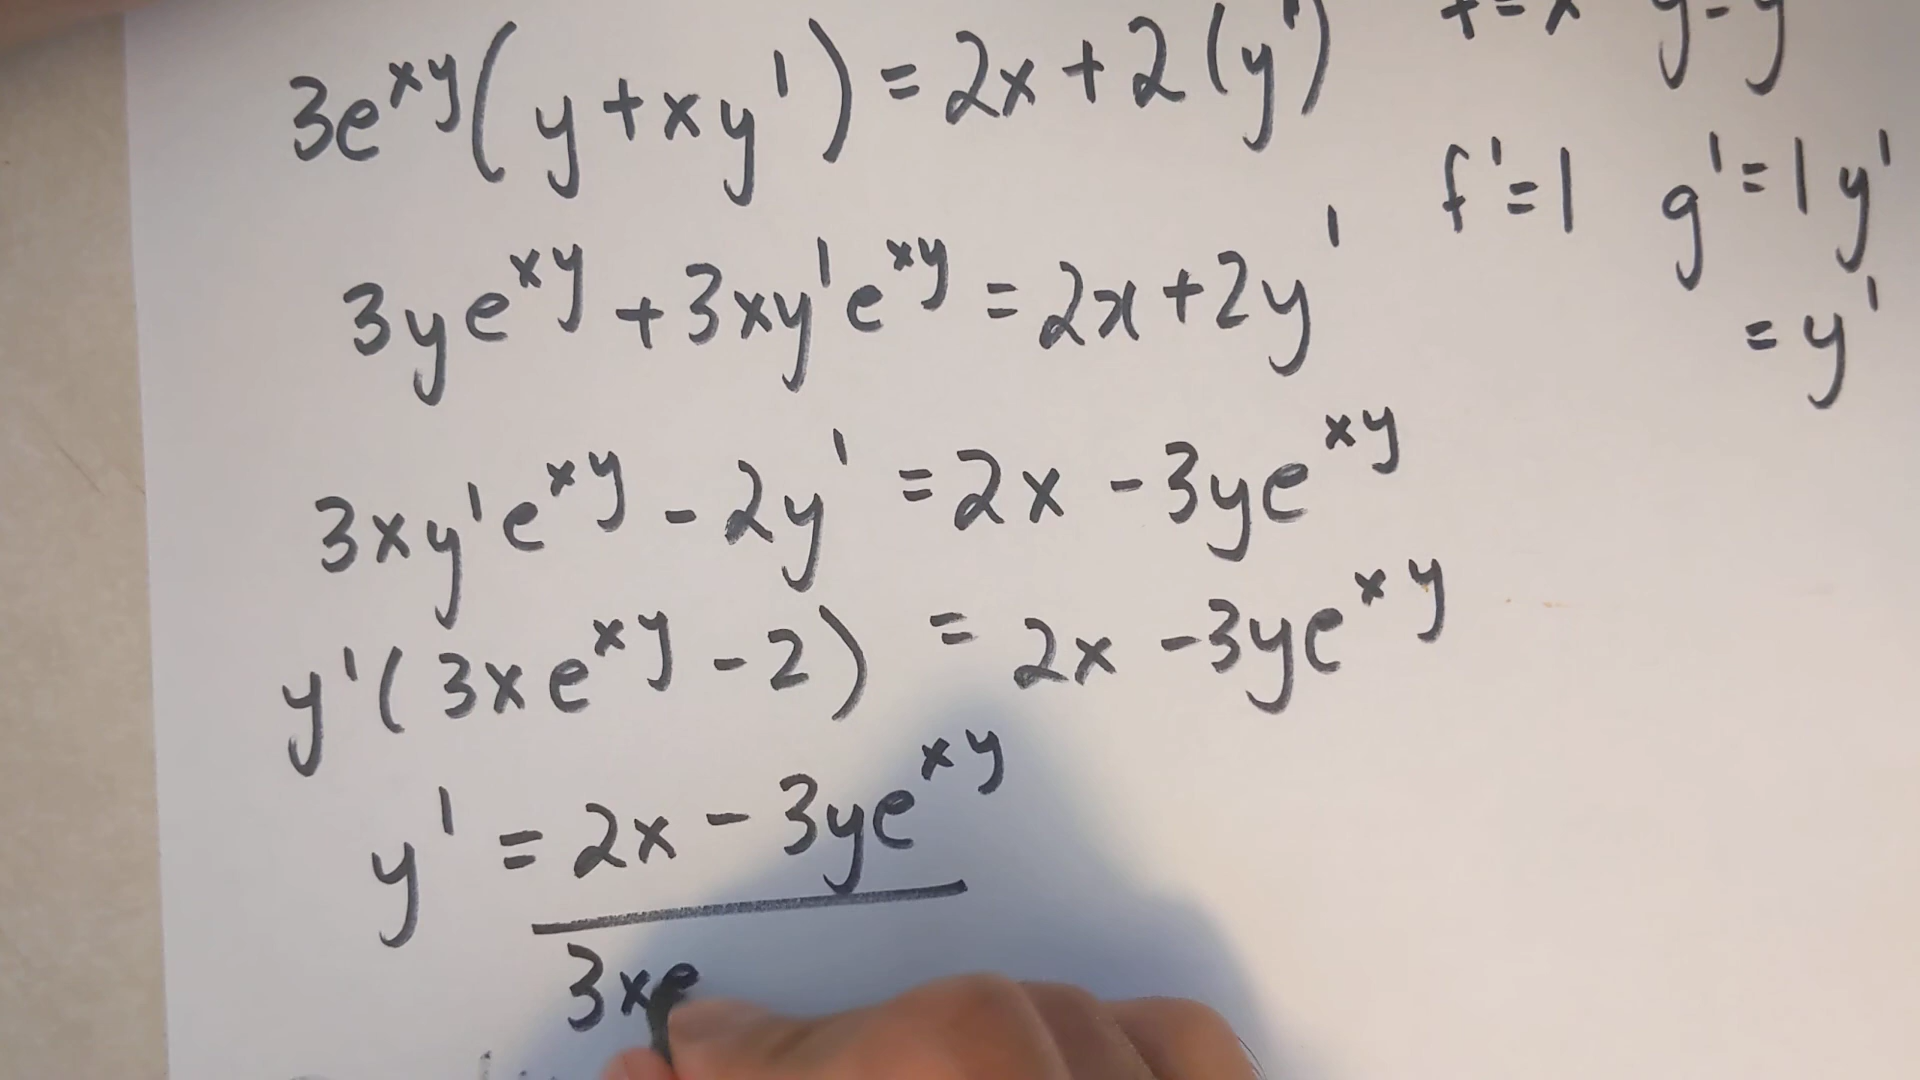 3e^xy(y+xy')=2x+2(y')
f=x g=y
f'=1 g'=1y'
=y'
3ye^xy+3xy'e^xy=2x+2y'
3xy'e^xy-2y'=2x-3ye^xy
y'(3xe^xy-2)=2x-3ye^xy
y'=2x-3ye^xy
3xe